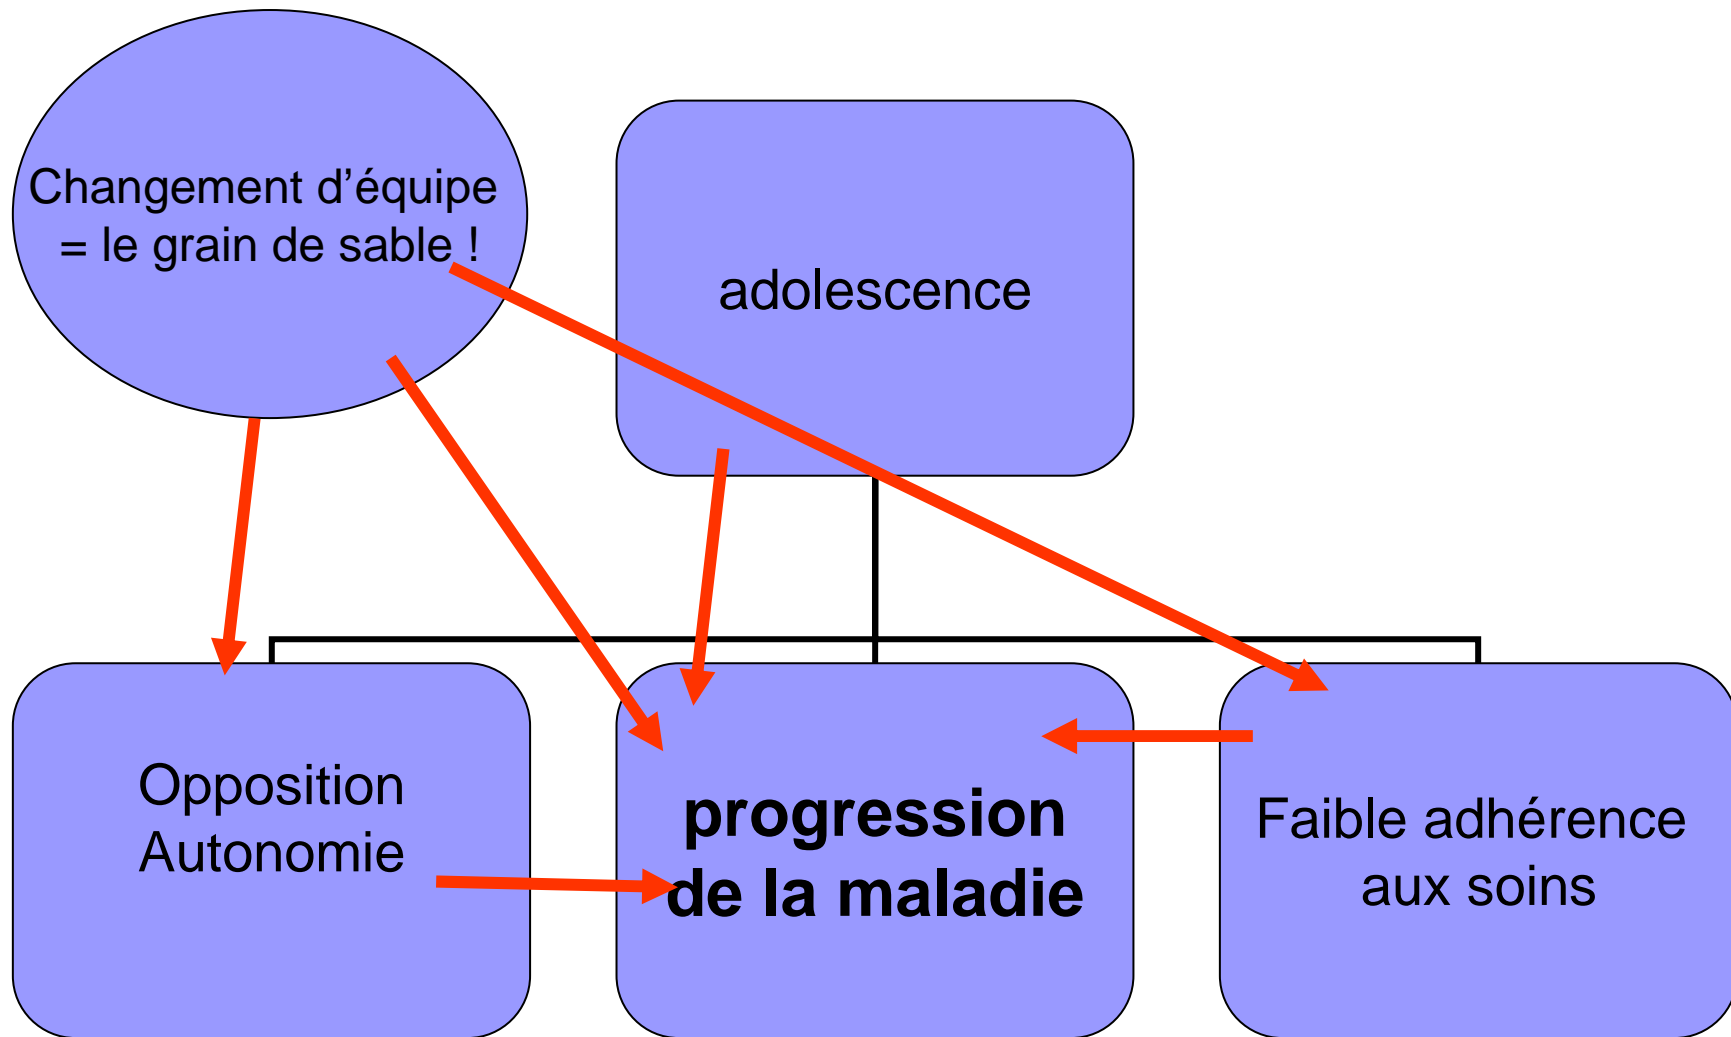 Changement d’équipe
= le grain de sable !
adolescence
Opposition
Autonomie
progression
de la maladie
Faible adhérence
aux soins